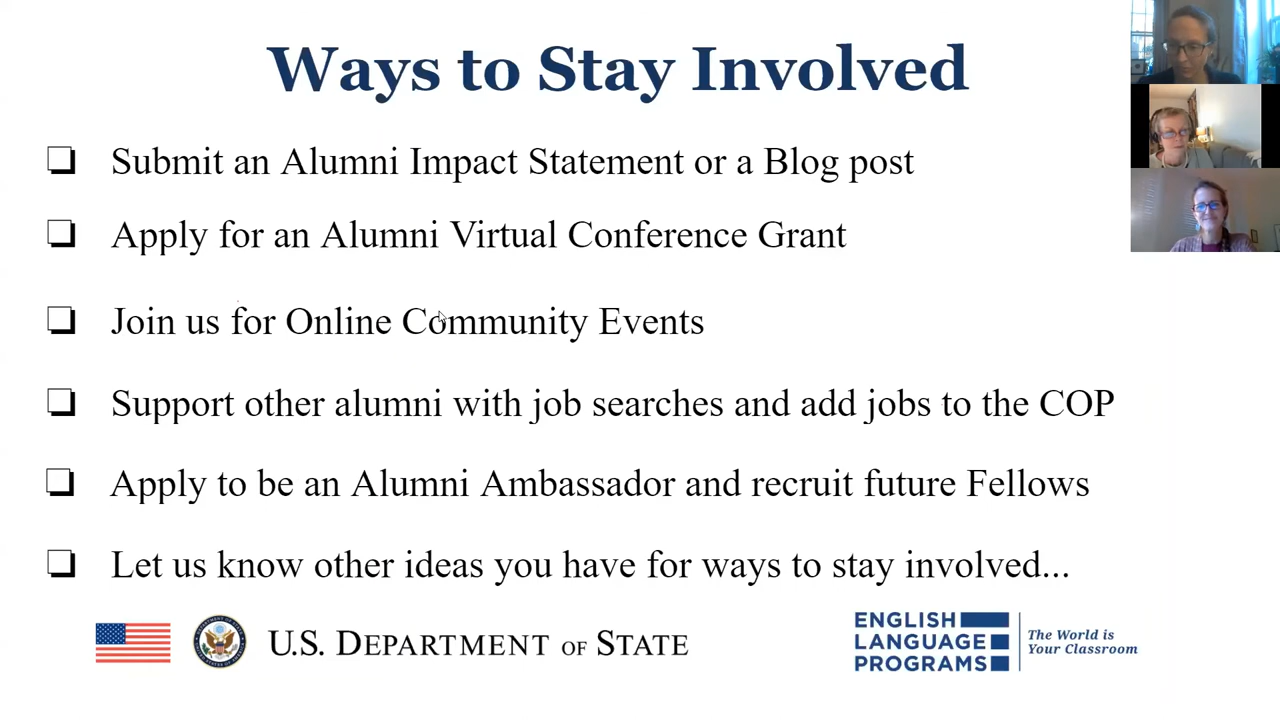 Ways to Stay Involved
❏ Submit an Alumni Impact Statement or a Blog post
❏ Apply for an Alumni Virtual Conference Grant
❏ Join us for Online Community Events
❏ Support other alumni with job searches and add jobs to the COP
❏ Apply to be an Alumni Ambassador and recruit future Fellows
❏ Let us know other ideas you have for ways to stay involved...
U.S. DEPARTMENT OF STATE
ENGLISH
LANGUAGE
PROGRAMS
The World is
Your Classroom